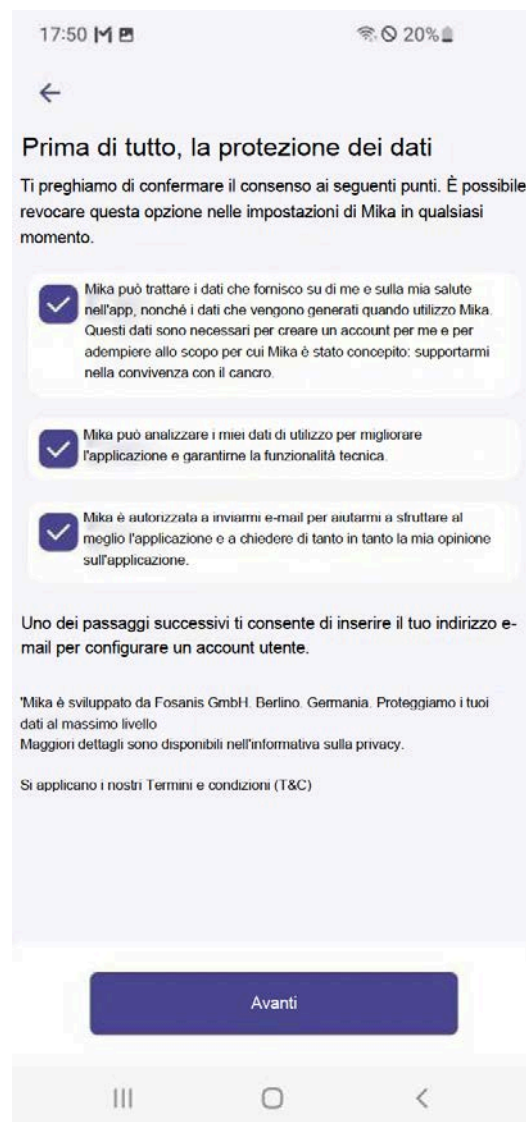 17:50
20%
Prima di tutto, la protezione dei dati
Ti preghiamo di confermare il consenso ai seguenti punti. È possibile
revocare questa opzione nelle impostazioni di Mika in qualsiasi
momento.
Mika può trattare i dati che fornisco su di me e sulla mia salute
nell'app, nonché i dati che vengono generati quando utilizzo Mika.
Questi dati sono necessari per creare un account per me e per
adempiere allo scopo per cui Mika è stato concepito: supportarmi
nella convivenza con il cancro.
Mika può analizzare i miei dati di utilizzo per migliorare
l'applicazione e garantirne la funzionalità tecnica.
Mika è autorizzata a inviarmi e-mail per aiutarmi a sfruttare al
meglio l'applicazione e a chiedere di tanto in tanto la mia opinione
sull'applicazione.
Uno dei passaggi successivi ti consente di inserire il tuo indirizzo e-
mail per configurare un account utente.
'Mika è sviluppato da Fosanis GmbH. Berlino. Germania. Proteggiamo i tuoi
dati al massimo livello
Maggiori dettagli sono disponibili nell'informativa sulla privacy.
Si applicano i nostri Termini e condizioni (T&C)
Avanti